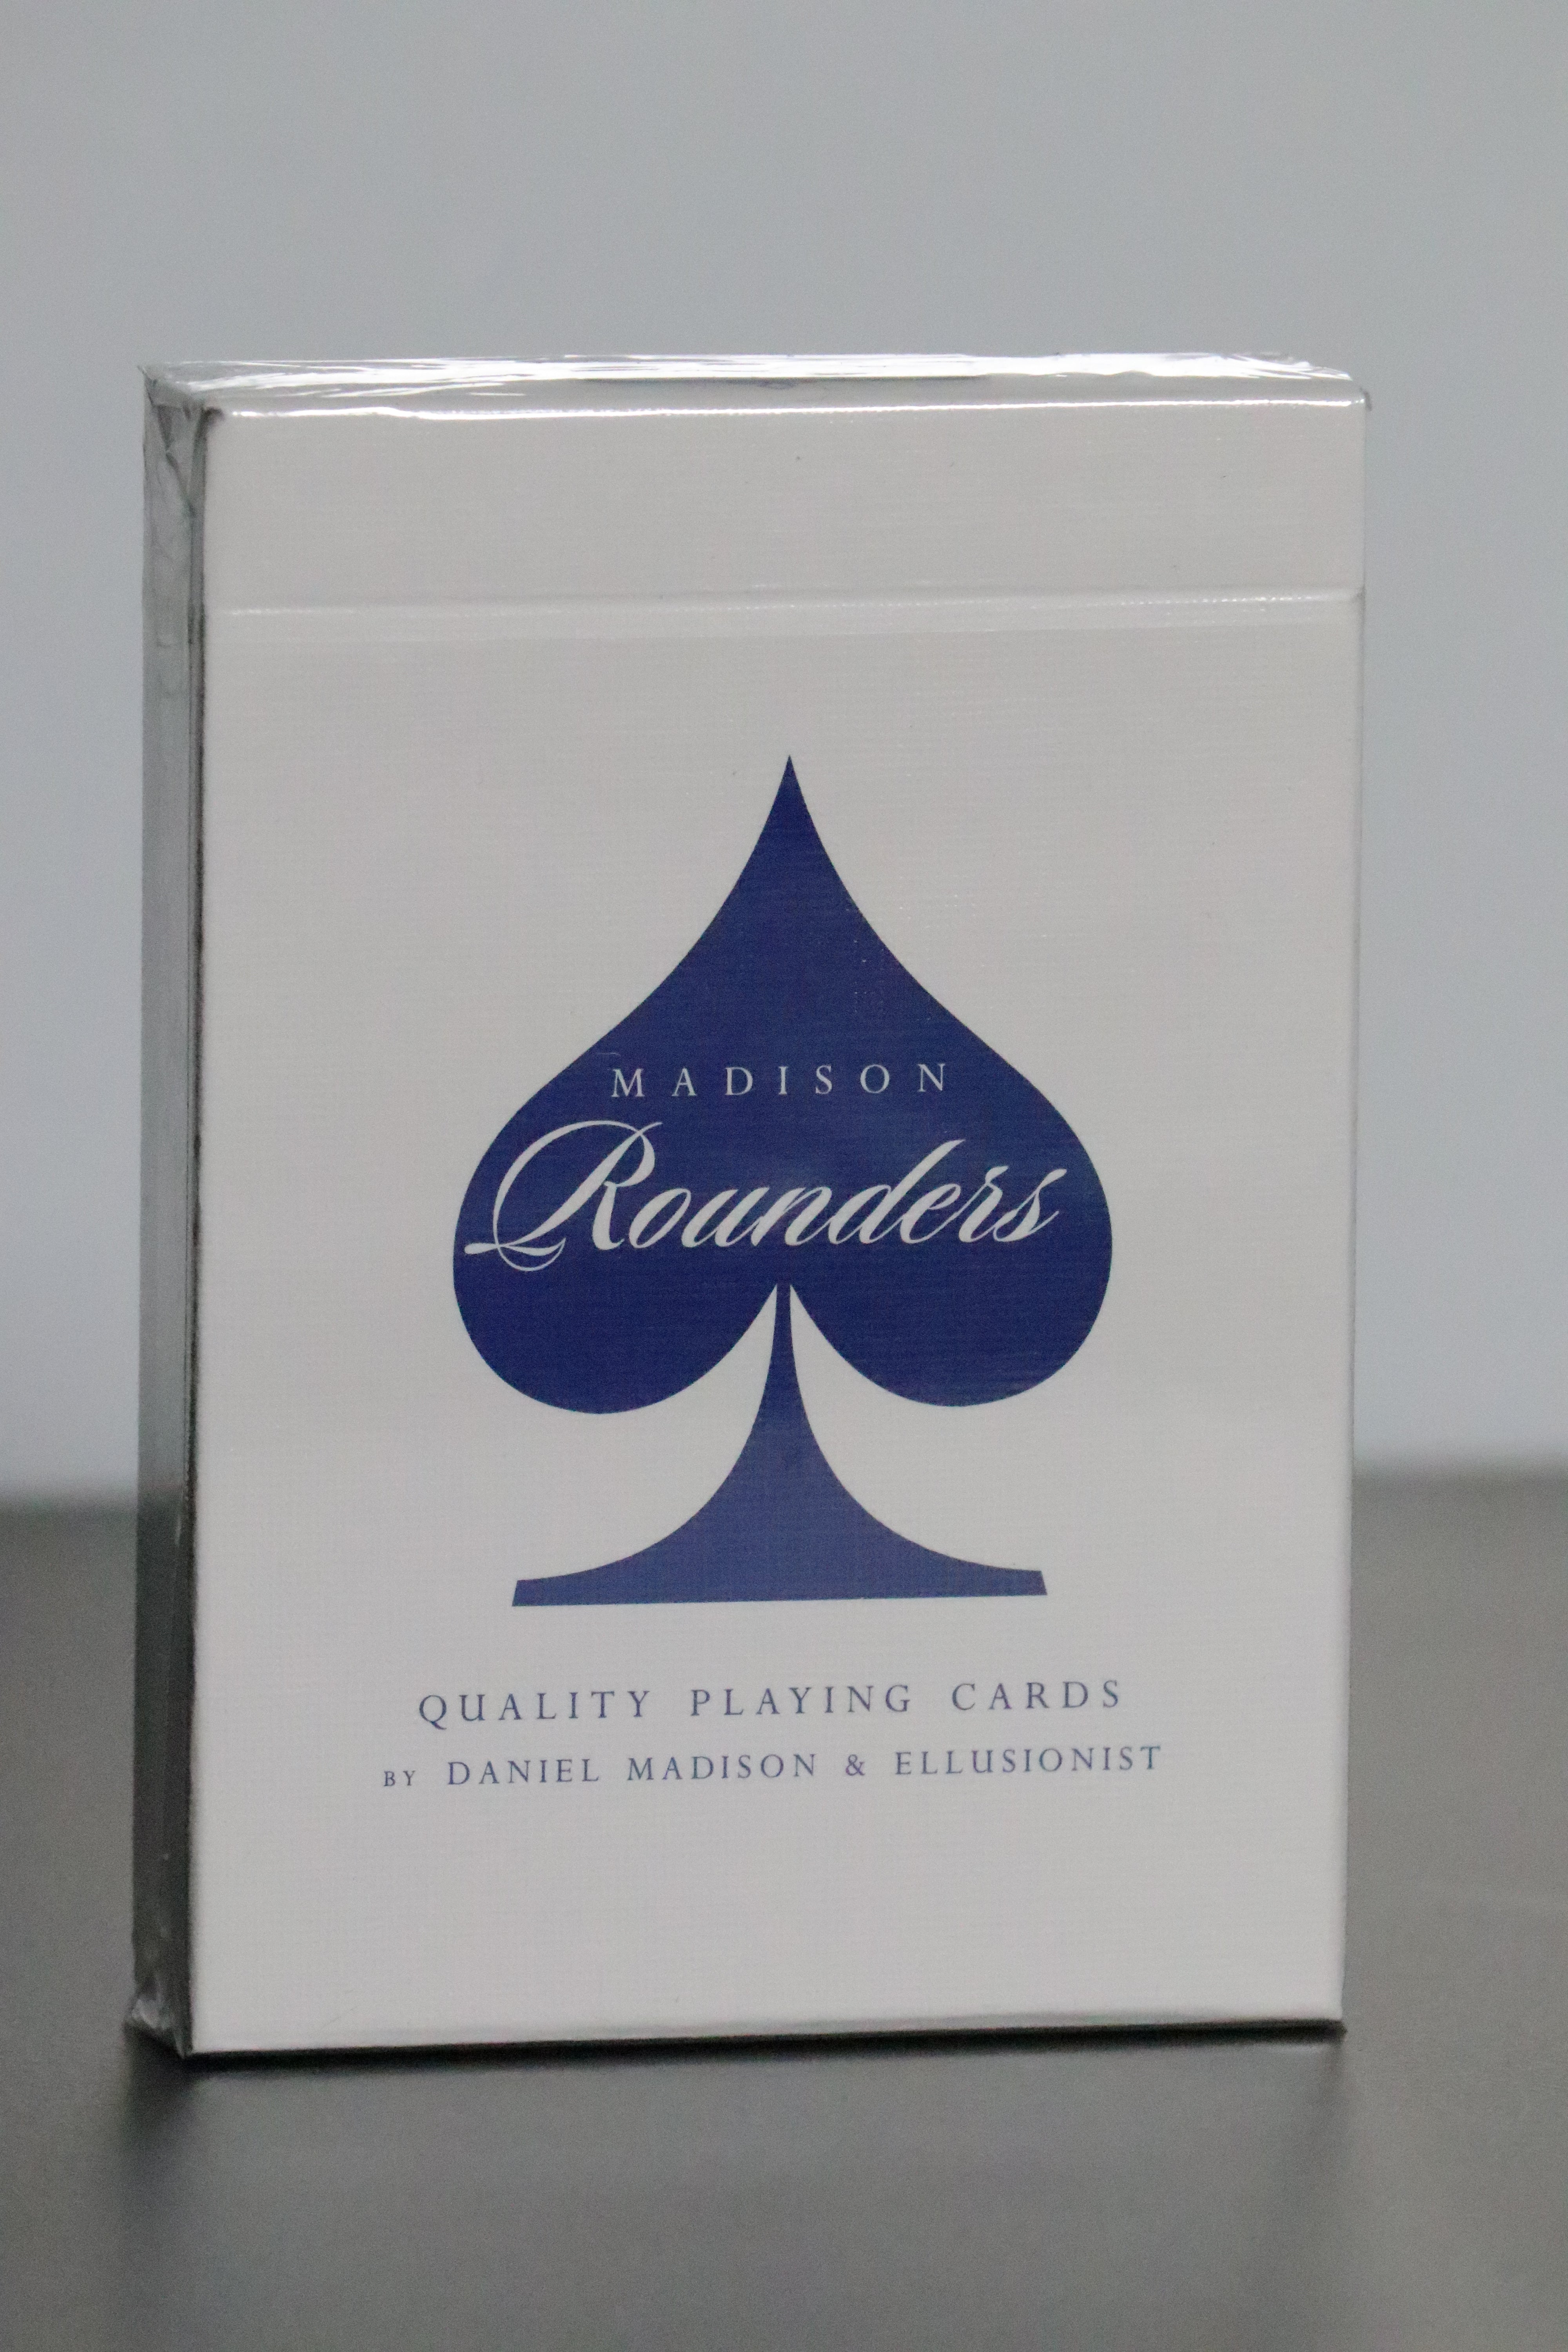 MADISON
Rounders
QUALITY PLAYING CARDS
BY DANIEL MADISON & ELLUSIONIST